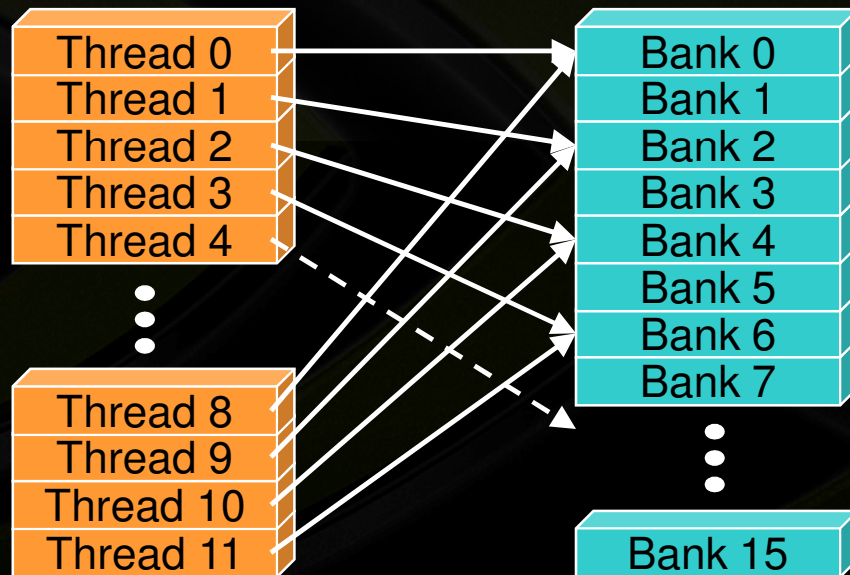 Thread 0
Thread 1
Thread 2
Thread 3
Thread 4
Thread 8
Thread 9
Thread 10
Thread 11
Bank 0
Bank 1
Bank 2
Bank 3
Bank 4
Bank 5
Bank 6
Bank 7
Bank 15